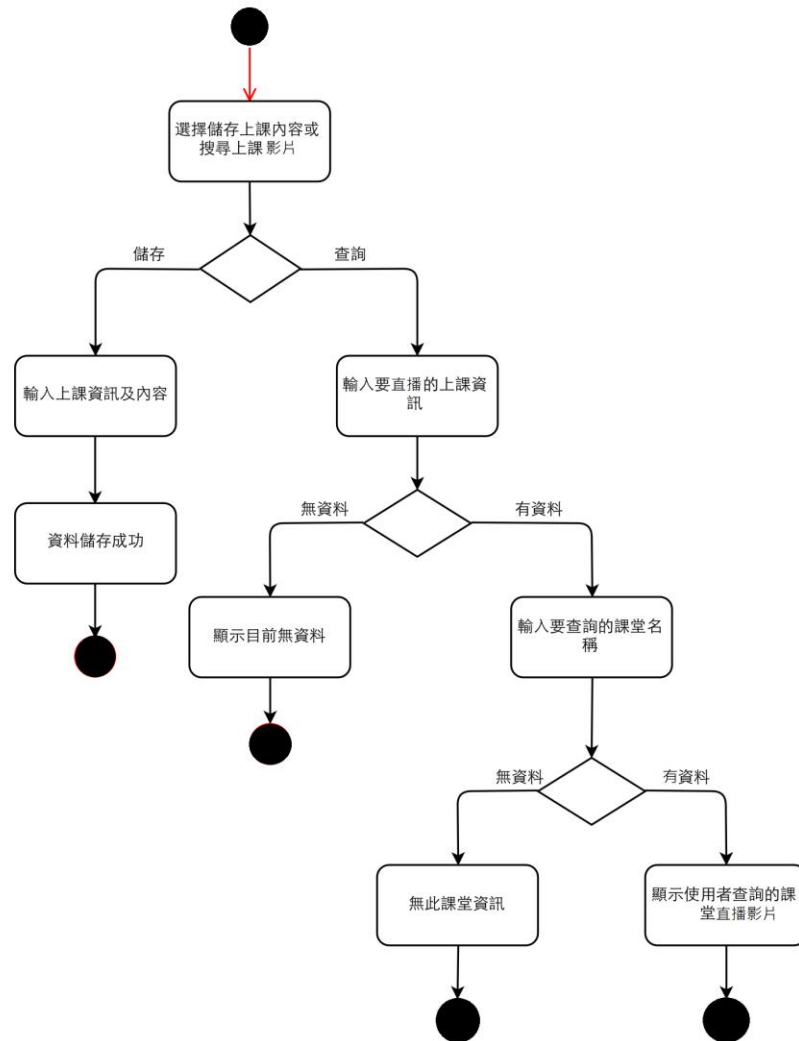 選擇儲存上課內容或
搜尋上課影片
儲存
查詢
輸入上課資訊及內容
輸入要直播的上課資
訊
資料儲存成功
無資料
有資料
顯示目前無資料
輸入要查詢的課堂名
稱
無資料
有資料
無此課堂資訊
顯示使用者查詢的課
堂直播影片